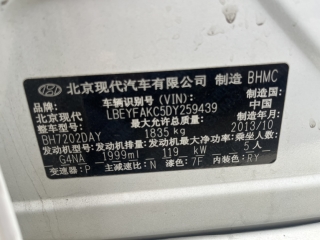 北京现代汽车有限公司 制造 BHMC
车辆识别号(VIN): 制造国:
品牌:北京现代 LBEYFAKC5DY259439 中国
整车型号: 最大允许总质量: 制造年月:
BH7202DAY 1835 kg 2013/10
发动机型号: 发动机排量: 发动机最大净功率: 乘坐人数:
G4NA 1999ml 119 kW 5人
变速器:P 主减速比:N 漆色:7F 内装色:RY